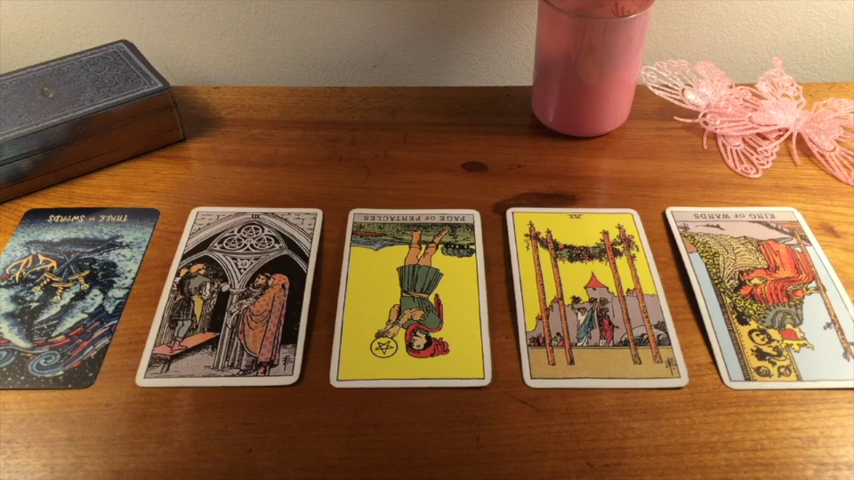 THREE OF SWORDS
III
PAGE OF PENTACLES
IV
KING OF WANDS